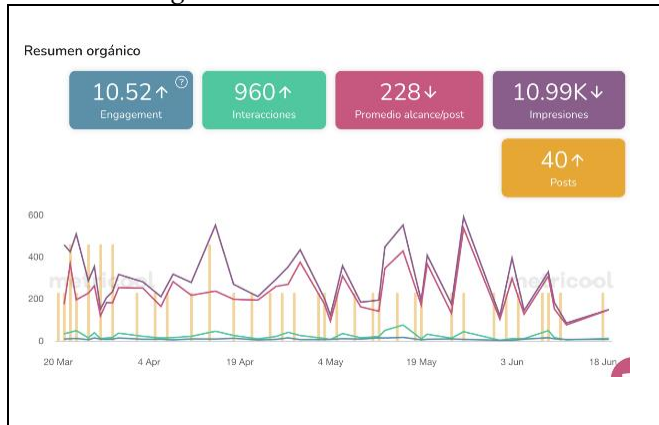 Resumen orgánico
10.52↑ 960↑ 228↓ 10.99K↓
Engagement Interacciones Promedio alcance/post Impresiones
40↑
Posts
600
400
200
0
metricool metricool
20 Mar 4 Apr 19 Apr 4 May 19 May 3 Jun 18 Jun